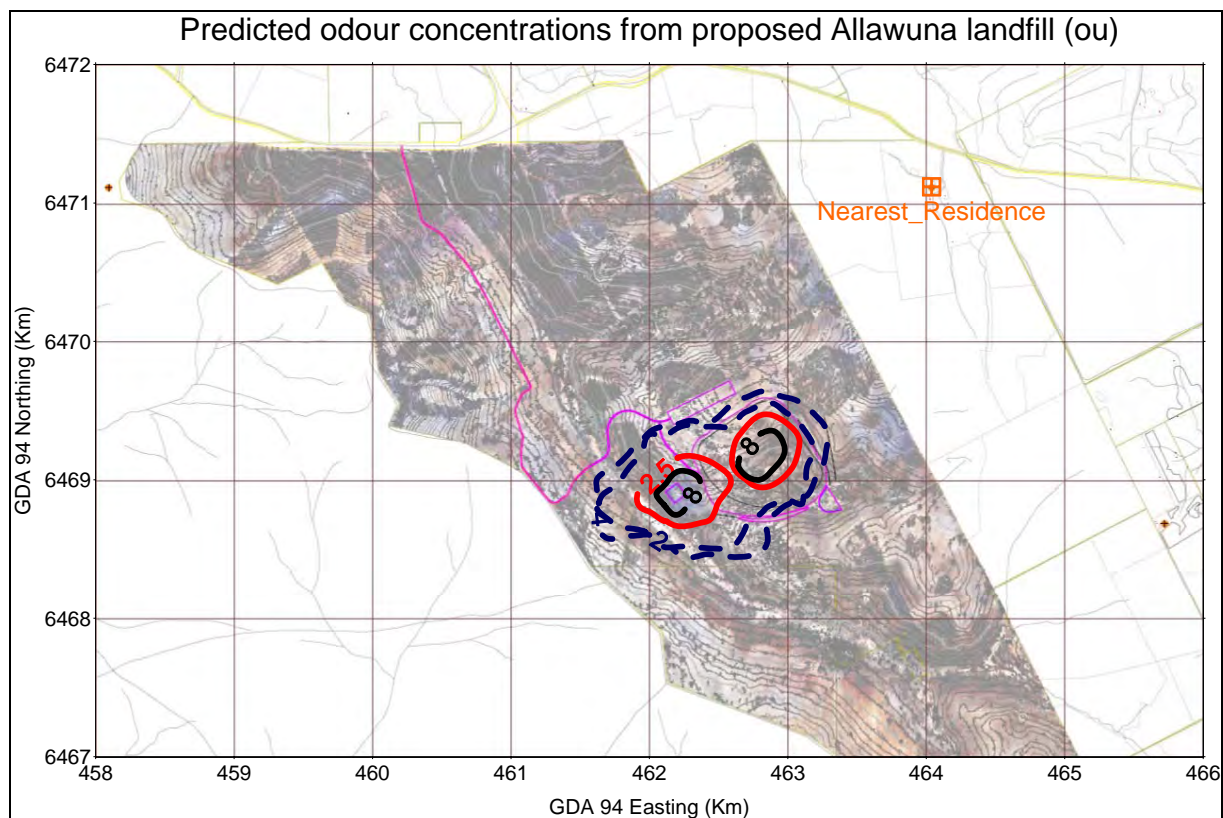 Predicted odour concentrations from proposed Allawuna landfill (ou)
6472
6471
6470
6469
6468
6467
GDA 94 Northing (Km)
Nearest_Residence
8
2.5
8
4
2
458 459 460 461 462 463 464 465 466
GDA 94 Easting (Km)